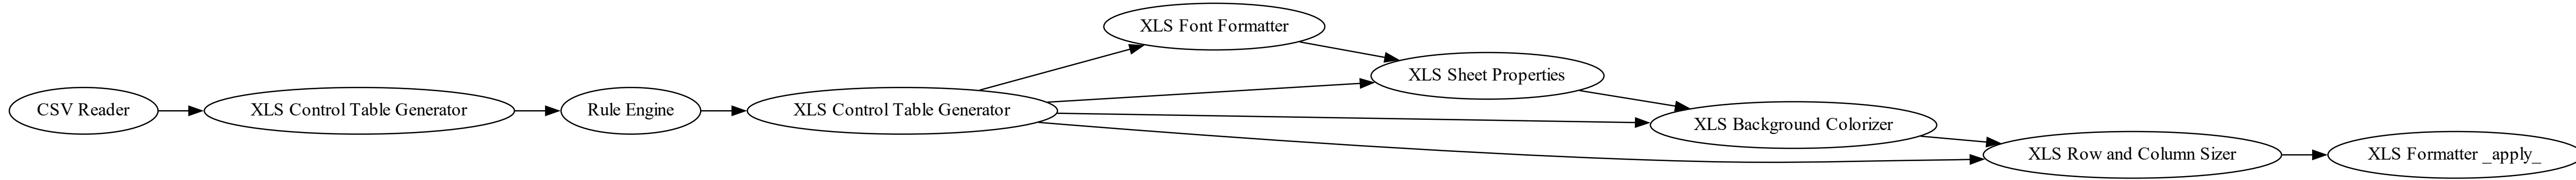 CSV Reader
XLS Control Table Generator
Rule Engine
XLS Control Table Generator
XLS Font Formatter
XLS Sheet Properties
XLS Background Colorizer
XLS Row and Column Sizer
XLS Formatter _apply_